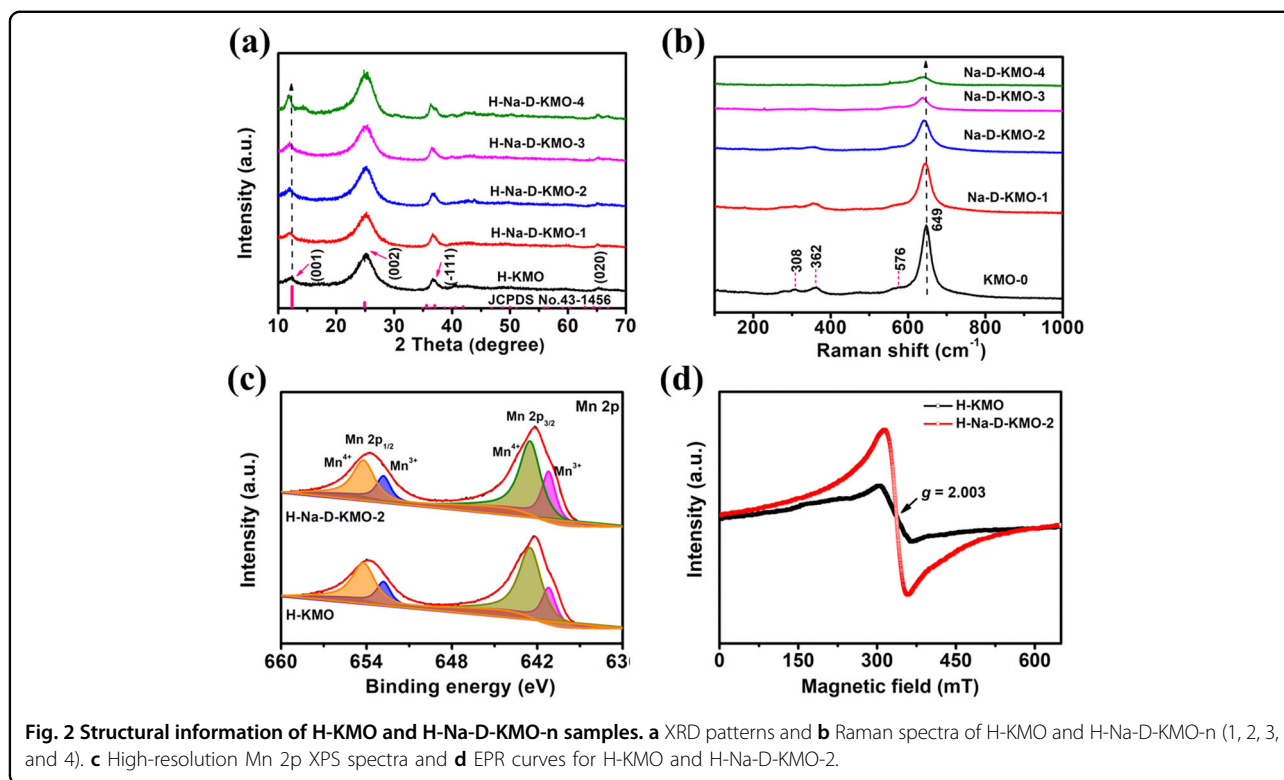 (a)
H-Na-D-KMO-4
H-Na-D-KMO-3
H-Na-D-KMO-2
H-Na-D-KMO-1
H-KMO
(001)
(002)
(-111)
(020)
JCPDS No.43-1456
Intensity (a.u.)
10 20 30 40 50 60 70
2 Theta (degree)
(b)
Na-D-KMO-4
Na-D-KMO-3
Na-D-KMO-2
Na-D-KMO-1
KMO-0
308
362
576
649
Intensity (a.u.)
200 400 600 800 1000
Raman shift (cm⁻¹)
(c)
Mn 2p
Mn 2p₁/₂
Mn⁴⁺
Mn³⁺
Mn 2p₃/₂
Mn⁴⁺
Mn³⁺
H-Na-D-KMO-2
H-KMO
Intensity (a.u.)
660 654 648 642
Binding energy (eV)
(d)
H-KMO
H-Na-D-KMO-2
g = 2.003
Intensity (a.u.)
0 150 300 450 600
Magnetic field (mT)
Fig. 2 Structural information of H-KMO and H-Na-D-KMO-n samples. a XRD patterns and b Raman spectra of H-KMO and H-Na-D-KMO-n (1, 2, 3,
and 4). c High-resolution Mn 2p XPS spectra and d EPR curves for H-KMO and H-Na-D-KMO-2.